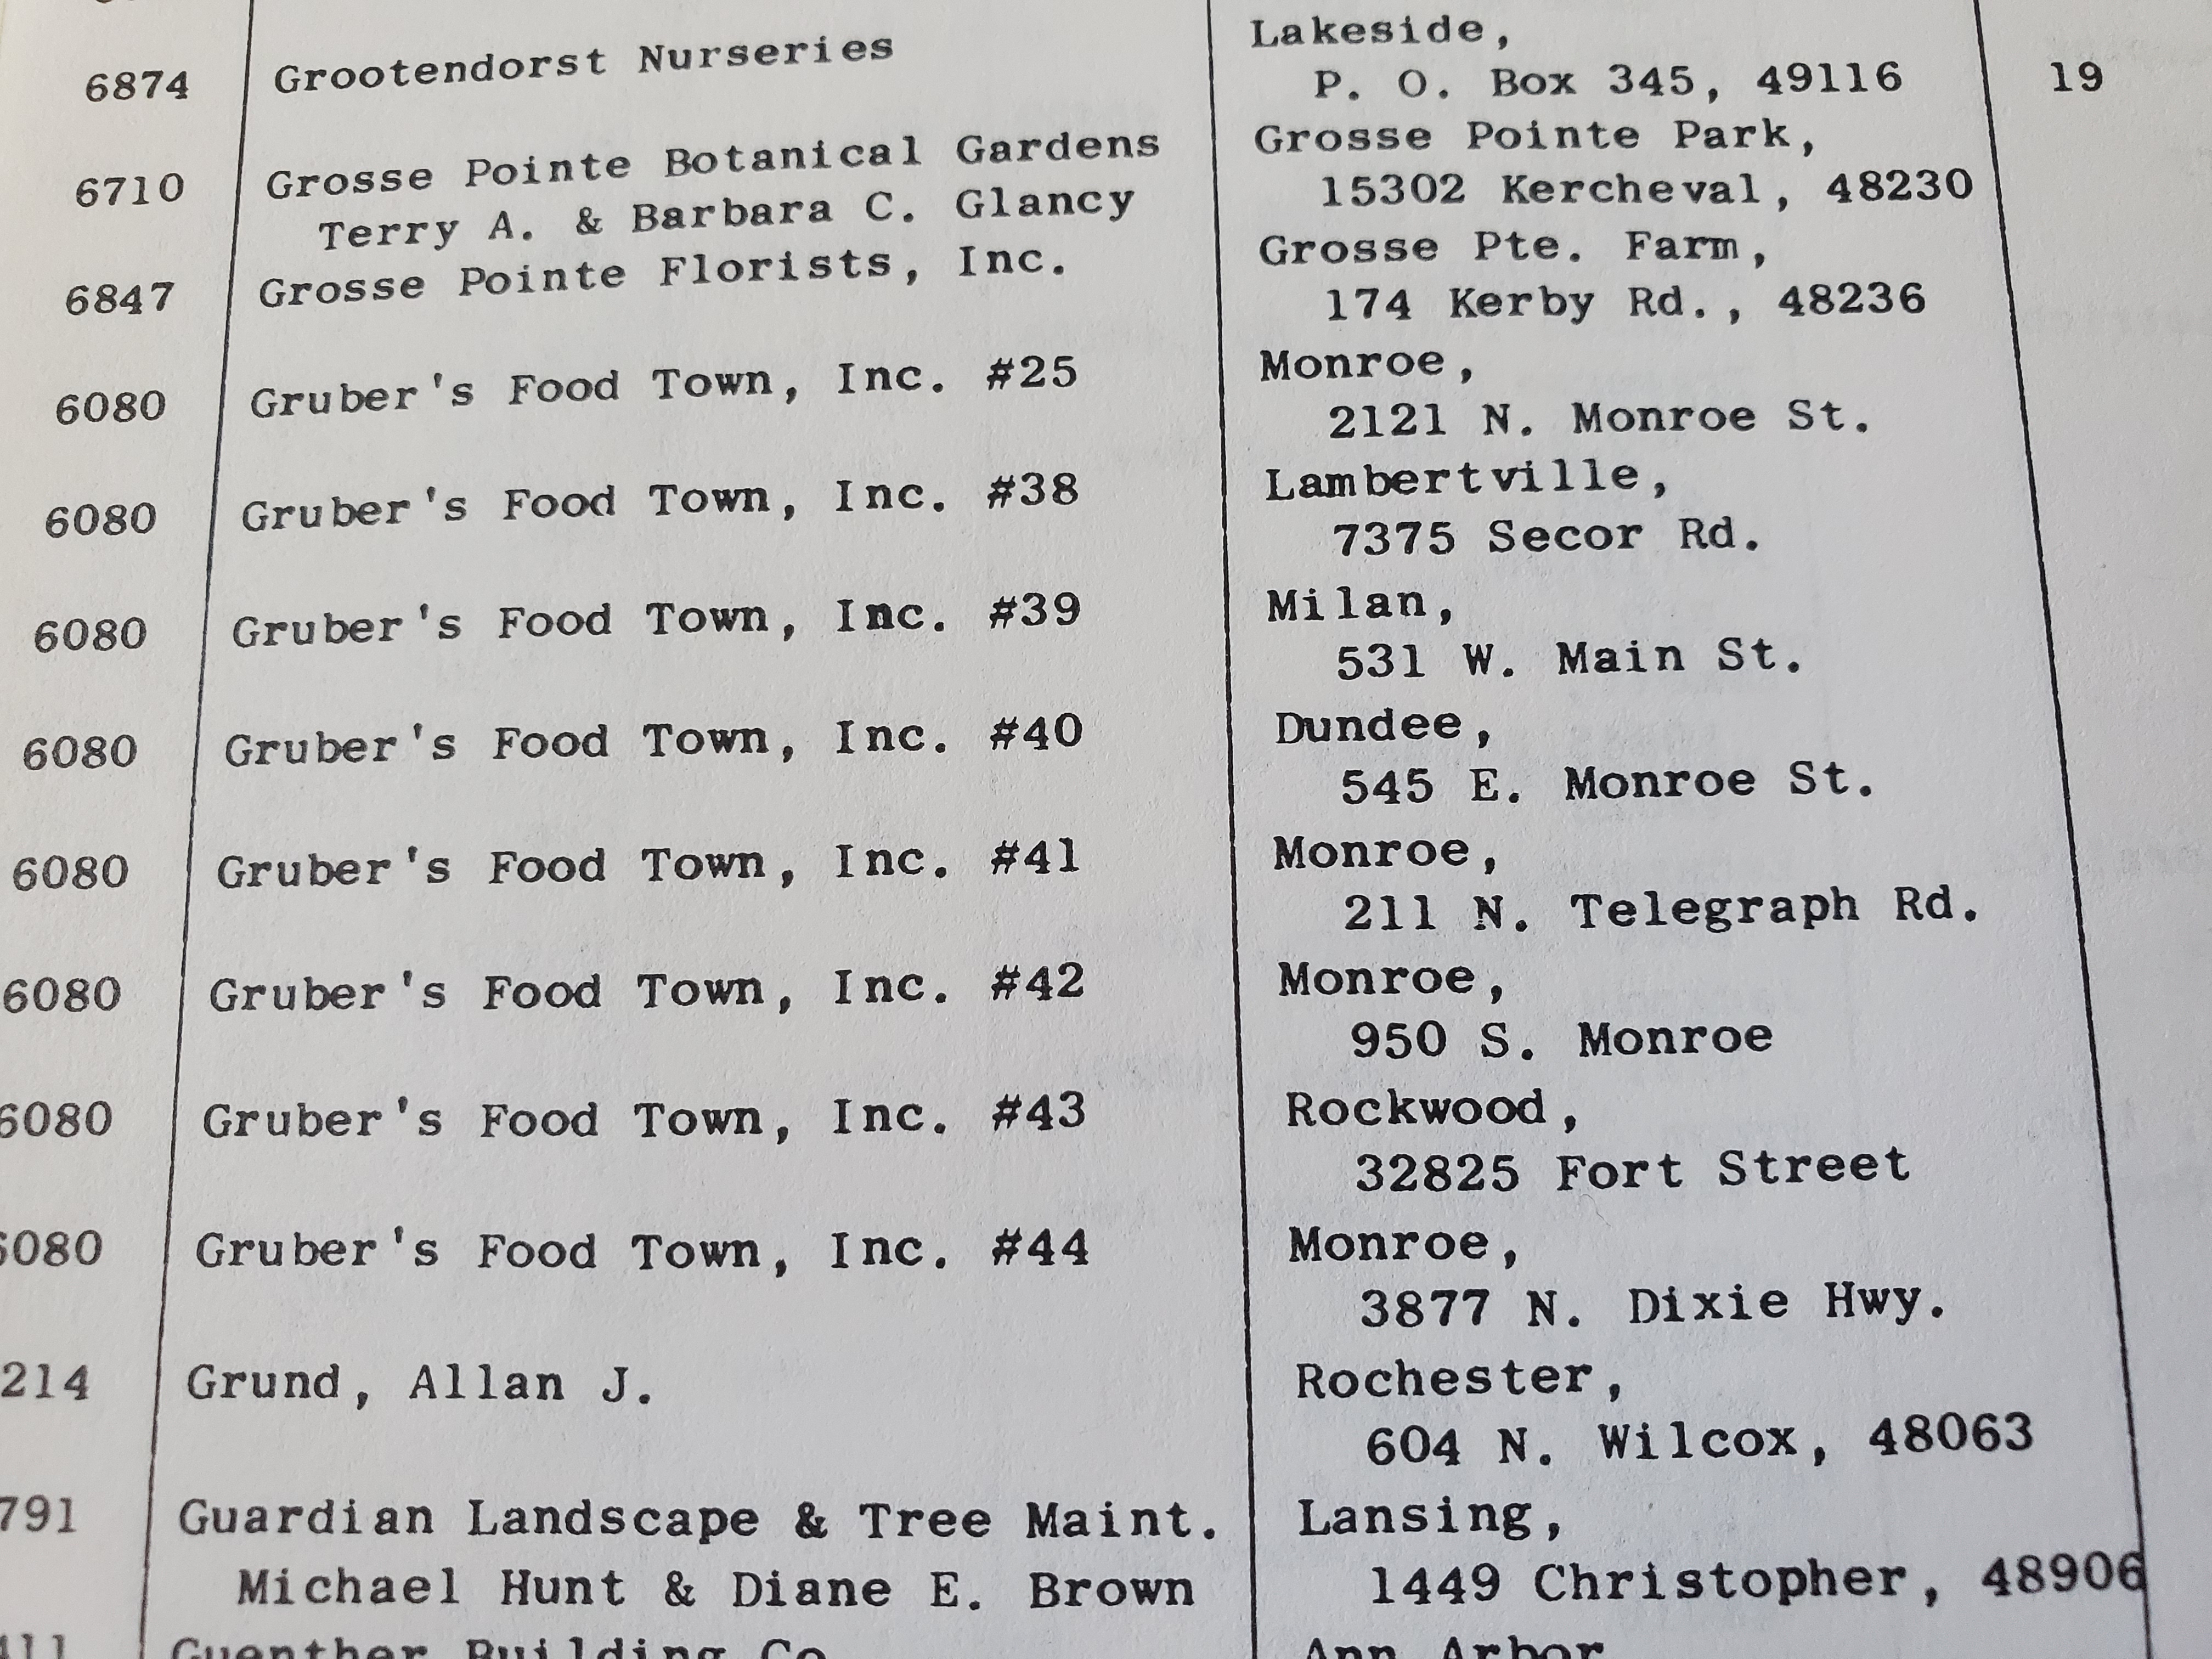 Lakeside,
6874 Grootendorst Nurseries P. O. Box 345, 49116 19
Grosse Pointe Park,
6710 Grosse Pointe Botanical Gardens 15302 Kercheval, 48230
Terry A. & Barbara C. Glancy
Grosse Pte. Farm,
6847 Grosse Pointe Florists, Inc. 174 Kerby Rd., 48236
6080 Gruber's Food Town, Inc. #25 Monroe,
2121 N. Monroe St.
6080 Gruber's Food Town, Inc. #38 Lambertville,
7375 Secor Rd.
6080 Gruber's Food Town, Inc. #39 Milan,
531 W. Main St.
6080 Gruber's Food Town, Inc. #40 Dundee,
545 E. Monroe St.
6080 Gruber's Food Town, Inc. #41 Monroe,
211 N. Telegraph Rd.
6080 Gruber's Food Town, Inc. #42 Monroe,
950 S. Monroe
6080 Gruber's Food Town, Inc. #43 Rockwood,
32825 Fort Street
6080 Gruber's Food Town, Inc. #44 Monroe,
3877 N. Dixie Hwy.
214 Grund, Allan J. Rochester,
604 N. Wilcox, 48063
791 Guardian Landscape & Tree Maint. Lansing,
Michael Hunt & Diane E. Brown 1449 Christopher, 48906
411 Guenther Building Co Ann Arbor